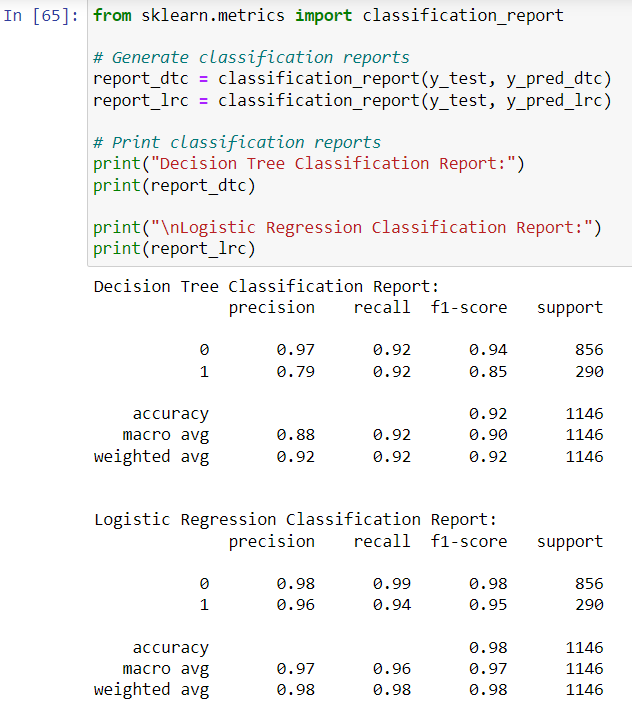 In [65]: from sklearn.metrics import classification_report
# Generate classification reports
report_dtc = classification_report(y_test, y_pred_dtc)
report_lrc = classification_report(y_test, y_pred_lrc)
# Print classification reports
print("Decision Tree Classification Report:")
print(report_dtc)
print("\nLogistic Regression Classification Report:")
print(report_lrc)
Decision Tree Classification Report:
precision recall f1-score support
0 0.97 0.92 0.94 856
1 0.79 0.92 0.85 290
accuracy 0.92 1146
macro avg 0.88 0.92 0.90 1146
weighted avg 0.92 0.92 0.92 1146
Logistic Regression Classification Report:
precision recall f1-score support
0 0.98 0.99 0.98 856
1 0.96 0.94 0.95 290
accuracy 0.98 1146
macro avg 0.97 0.96 0.97 1146
weighted avg 0.98 0.98 0.98 1146